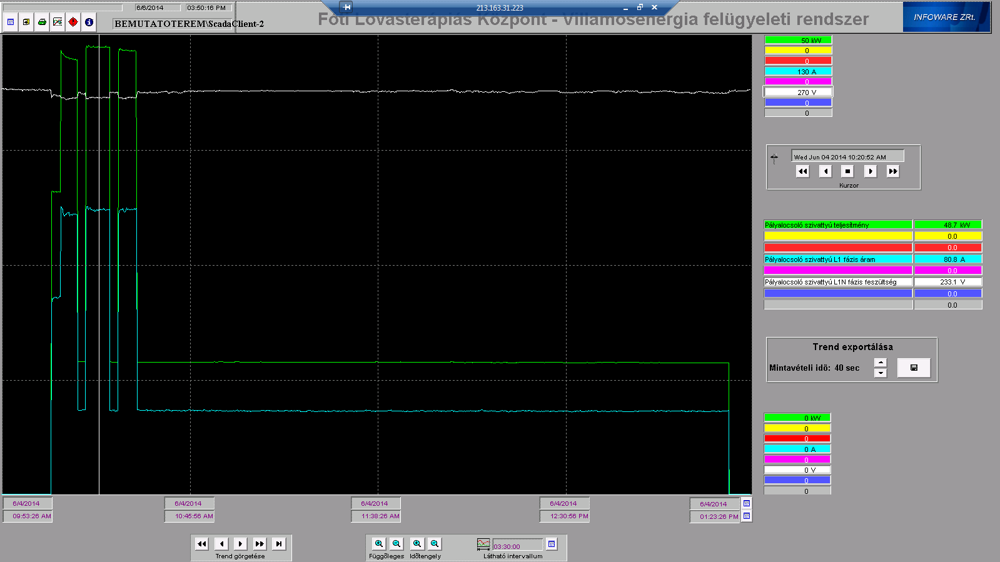 213.163.31.223
6/6/2014 03:50:16 PM
BEMUTATOTEREM\ScadaClient-2
Fóti Lovasterápiás Központ - Villamosenergia felügyeleti rendszer
INFOWARE ZRt.
50 kW
0
0
130 A
0
270 V
0
0
Wed Jun 04 2014 10:20:52 AM
Kurzor
Pályalocsoló szivattyú teljesítmény 48.7 kW
0.0
0.0
Pályalocsoló szivattyú L1 fázis áram 80.8 A
0.0
Pályalocsoló szivattyú L1N fázis feszültség 233.1 V
0.0
0.0
Trend exportálása
Mintavételi idő: 40 sec
0 kW
0
0
0 A
0
0 V
0
0
6/4/2014 6/4/2014 6/4/2014 6/4/2014 6/4/2014
09:53:26 AM 10:45:56 AM 11:38:26 AM 12:30:56 PM 01:23:26 PM
03:30:00
Trend görgetése Függőleges Időtengely Látható intervallum